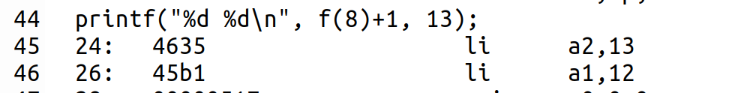 44 printf("%d %d\n", f(8)+1, 13);
45 24: 4635 li a2,13
46 26: 45b1 li a1,12